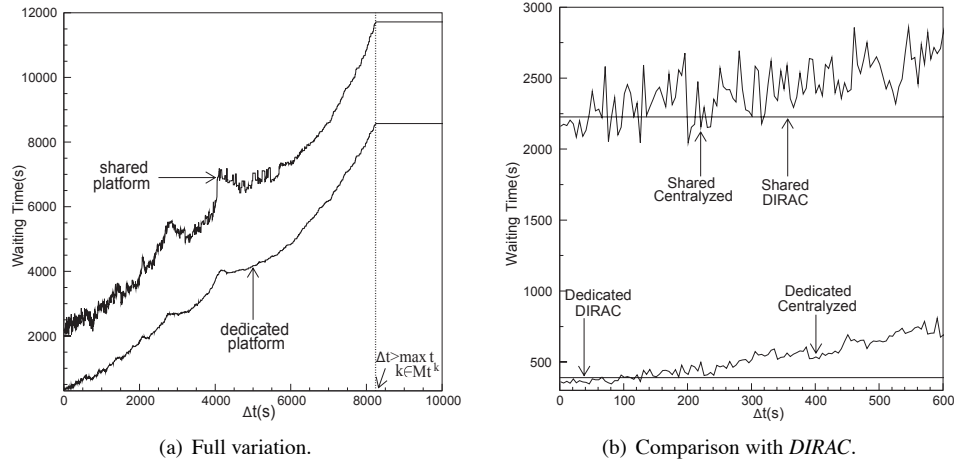 12000
10000
8000
6000
4000
2000
0
2000
4000
6000
8000
10000
Waiting Time(s)
Δt(s)
shared
platform
dedicated
platform
Δt>max t
k∈Mt k
(a) Full variation.
3000
2500
2000
1500
1000
500
0
100
200
300
400
500
600
Waiting Time(s)
Δt(s)
Shared
Centralyzed
Shared
DIRAC
Dedicated
DIRAC
Dedicated
Centralyzed
(b) Comparison with DIRAC.